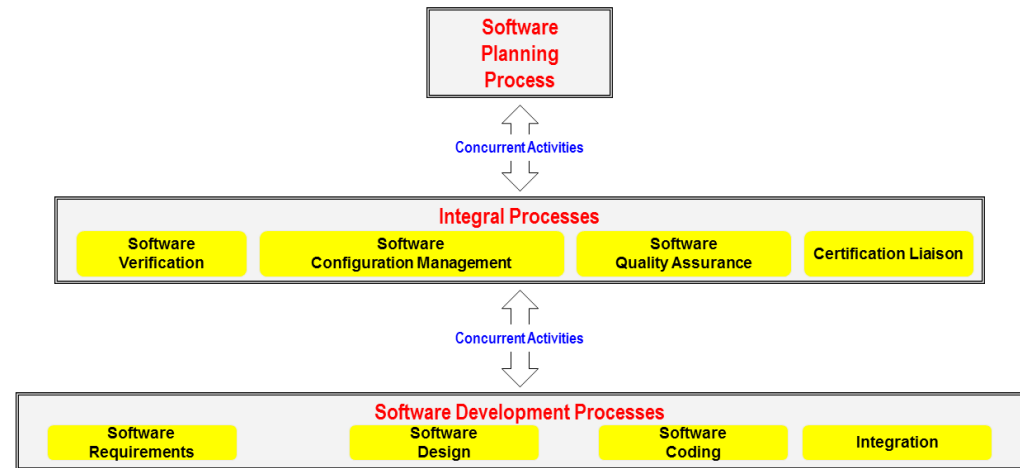 Software
Planning
Process
Concurrent Activities
Integral Processes
Software
Verification
Software
Configuration Management
Software
Quality Assurance
Certification Liaison
Concurrent Activities
Software Development Processes
Software
Requirements
Software
Design
Software
Coding
Integration